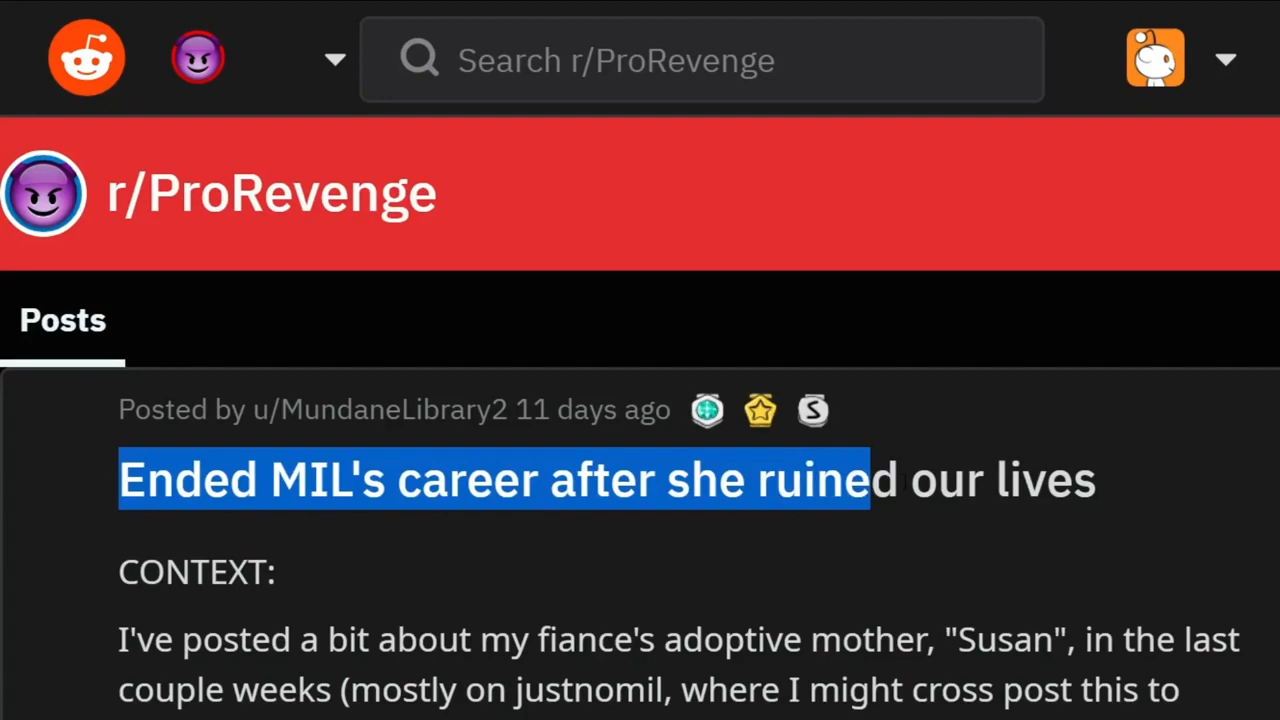 Search r/ProRevenge
r/ProRevenge
Posts
Posted by u/MundaneLibrary2 11 days ago
Ended MIL's career after she ruined our lives
CONTEXT:
I've posted a bit about my fiance's adoptive mother, "Susan", in the last
couple weeks (mostly on justnomil, where I might cross post this to